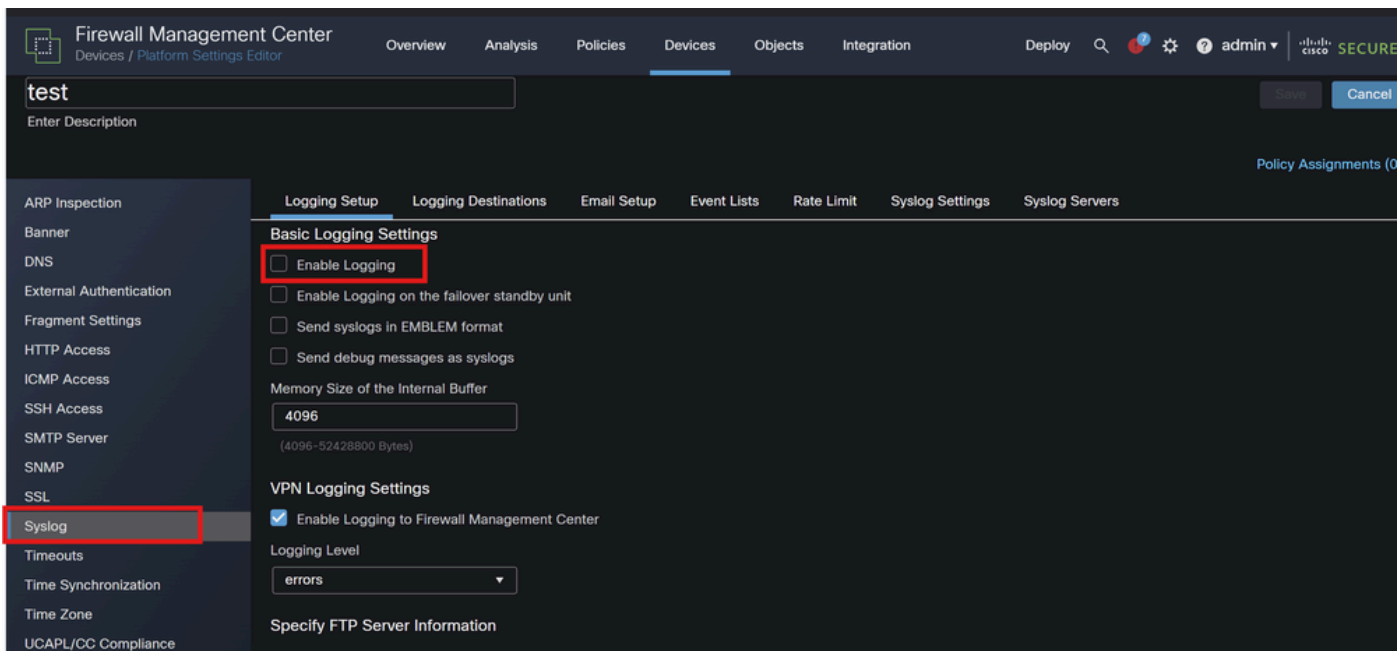 Firewall Management Center
Devices / Platform Settings Editor
Overview Analysis Policies Devices Objects Integration Deploy 7 ? admin cisco SECURE
test
Save Cancel
Enter Description
Policy Assignments (0
ARP Inspection
Banner
DNS
External Authentication
Fragment Settings
HTTP Access
ICMP Access
SSH Access
SMTP Server
SNMP
SSL
Syslog
Timeouts
Time Synchronization
Time Zone
UCAPL/CC Compliance
Logging Setup Logging Destinations Email Setup Event Lists Rate Limit Syslog Settings Syslog Servers
Basic Logging Settings
Enable Logging
Enable Logging on the failover standby unit
Send syslogs in EMBLEM format
Send debug messages as syslogs
Memory Size of the Internal Buffer
4096
(4096-52428800 Bytes)
VPN Logging Settings
Enable Logging to Firewall Management Center
Logging Level
errors
Specify FTP Server Information